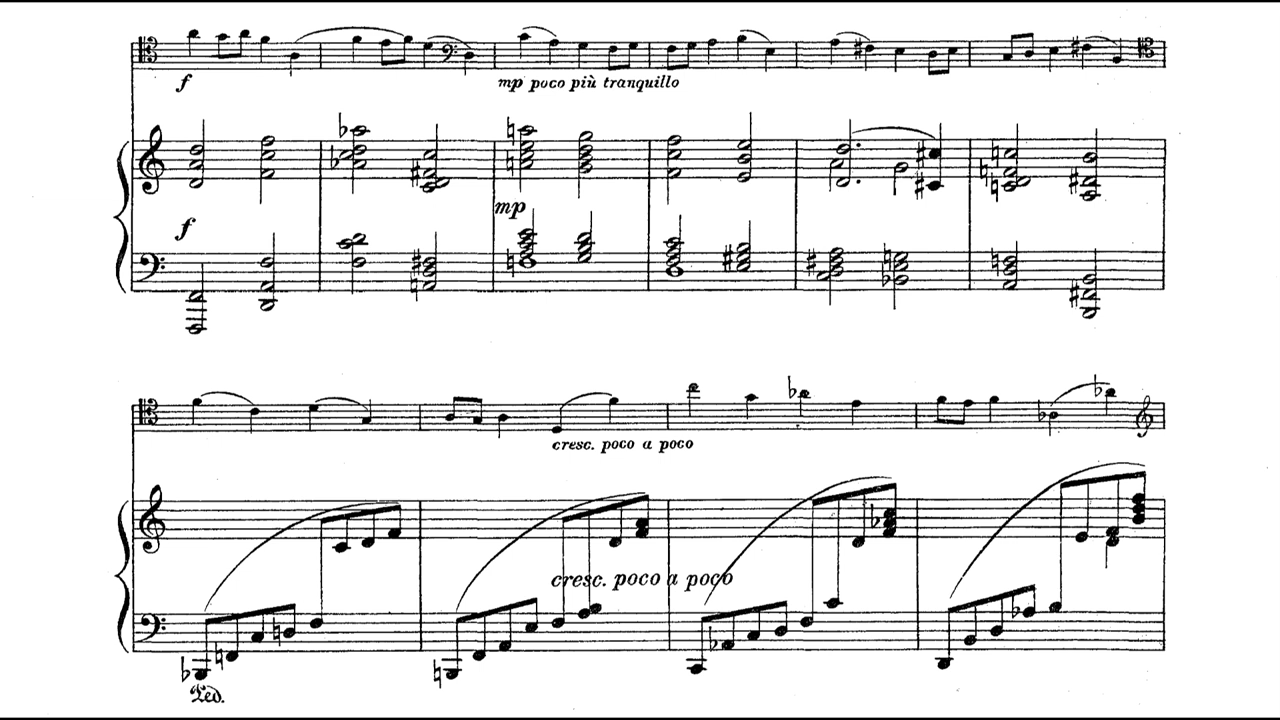 f
mp poco più tranquillo
f
mp
cresc. poco a poco
cresc. poco a poco
Ped.